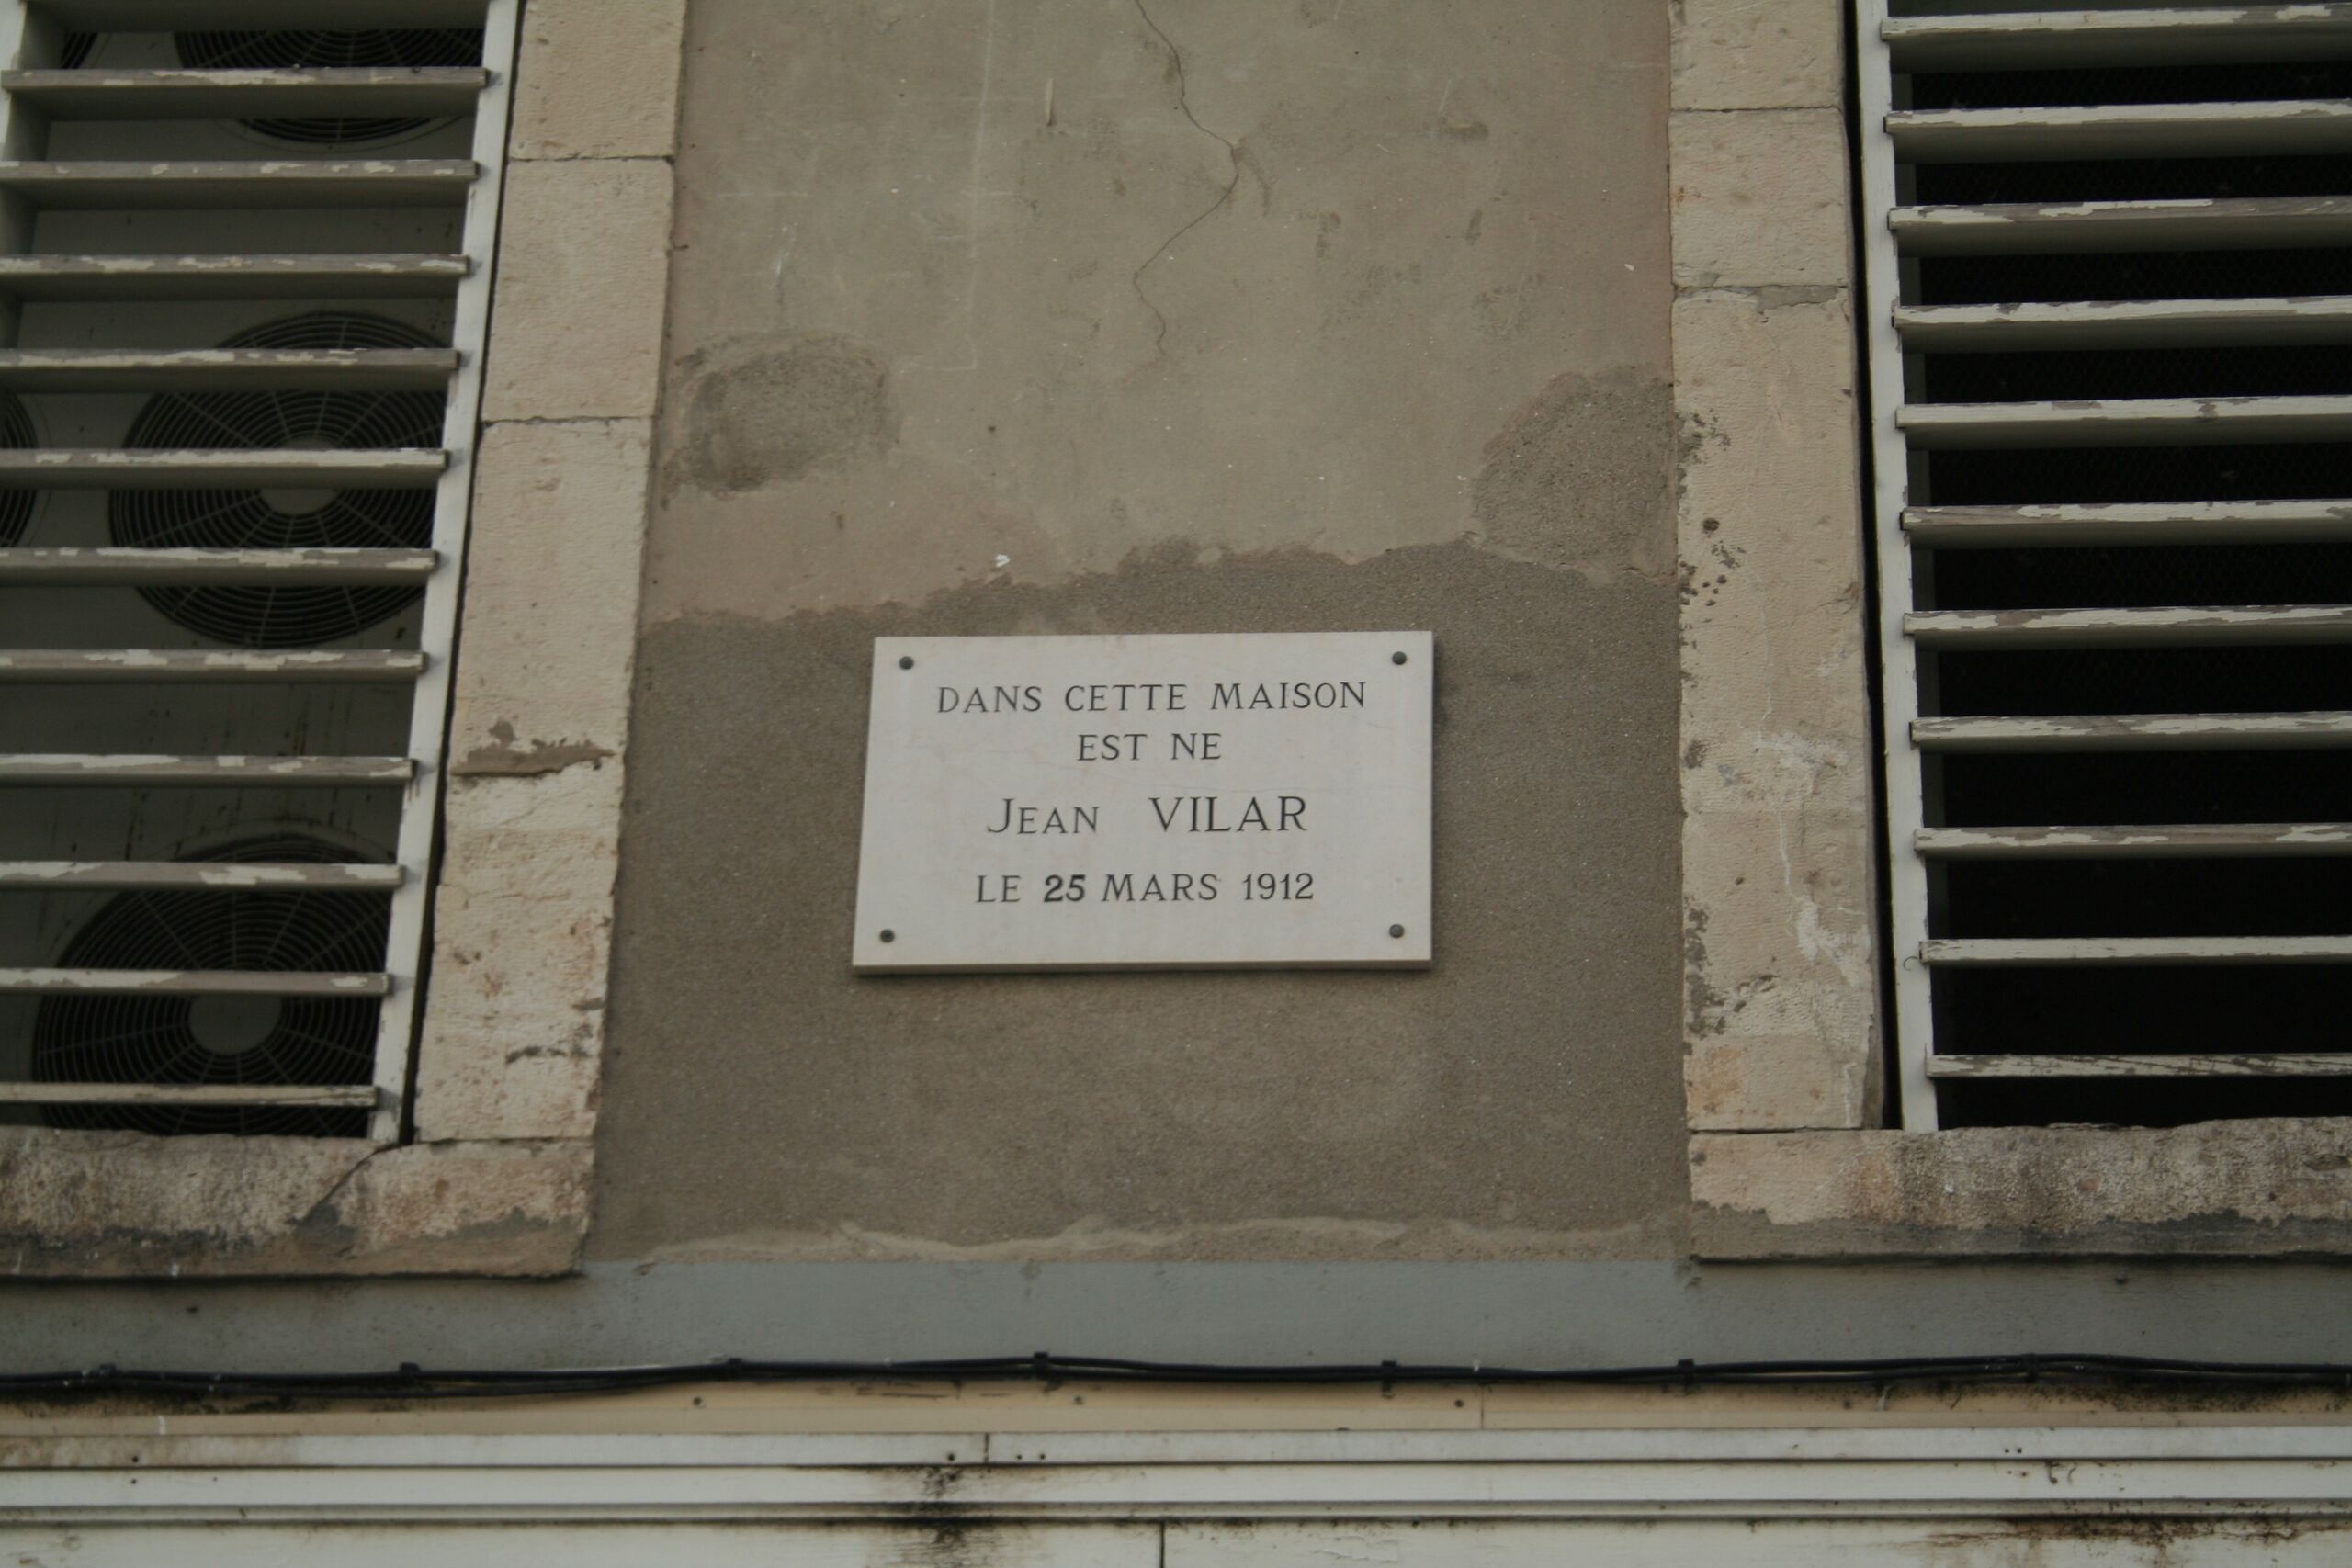 DANS CETTE MAISON
EST NE
JEAN VILAR
LE 25 MARS 1912